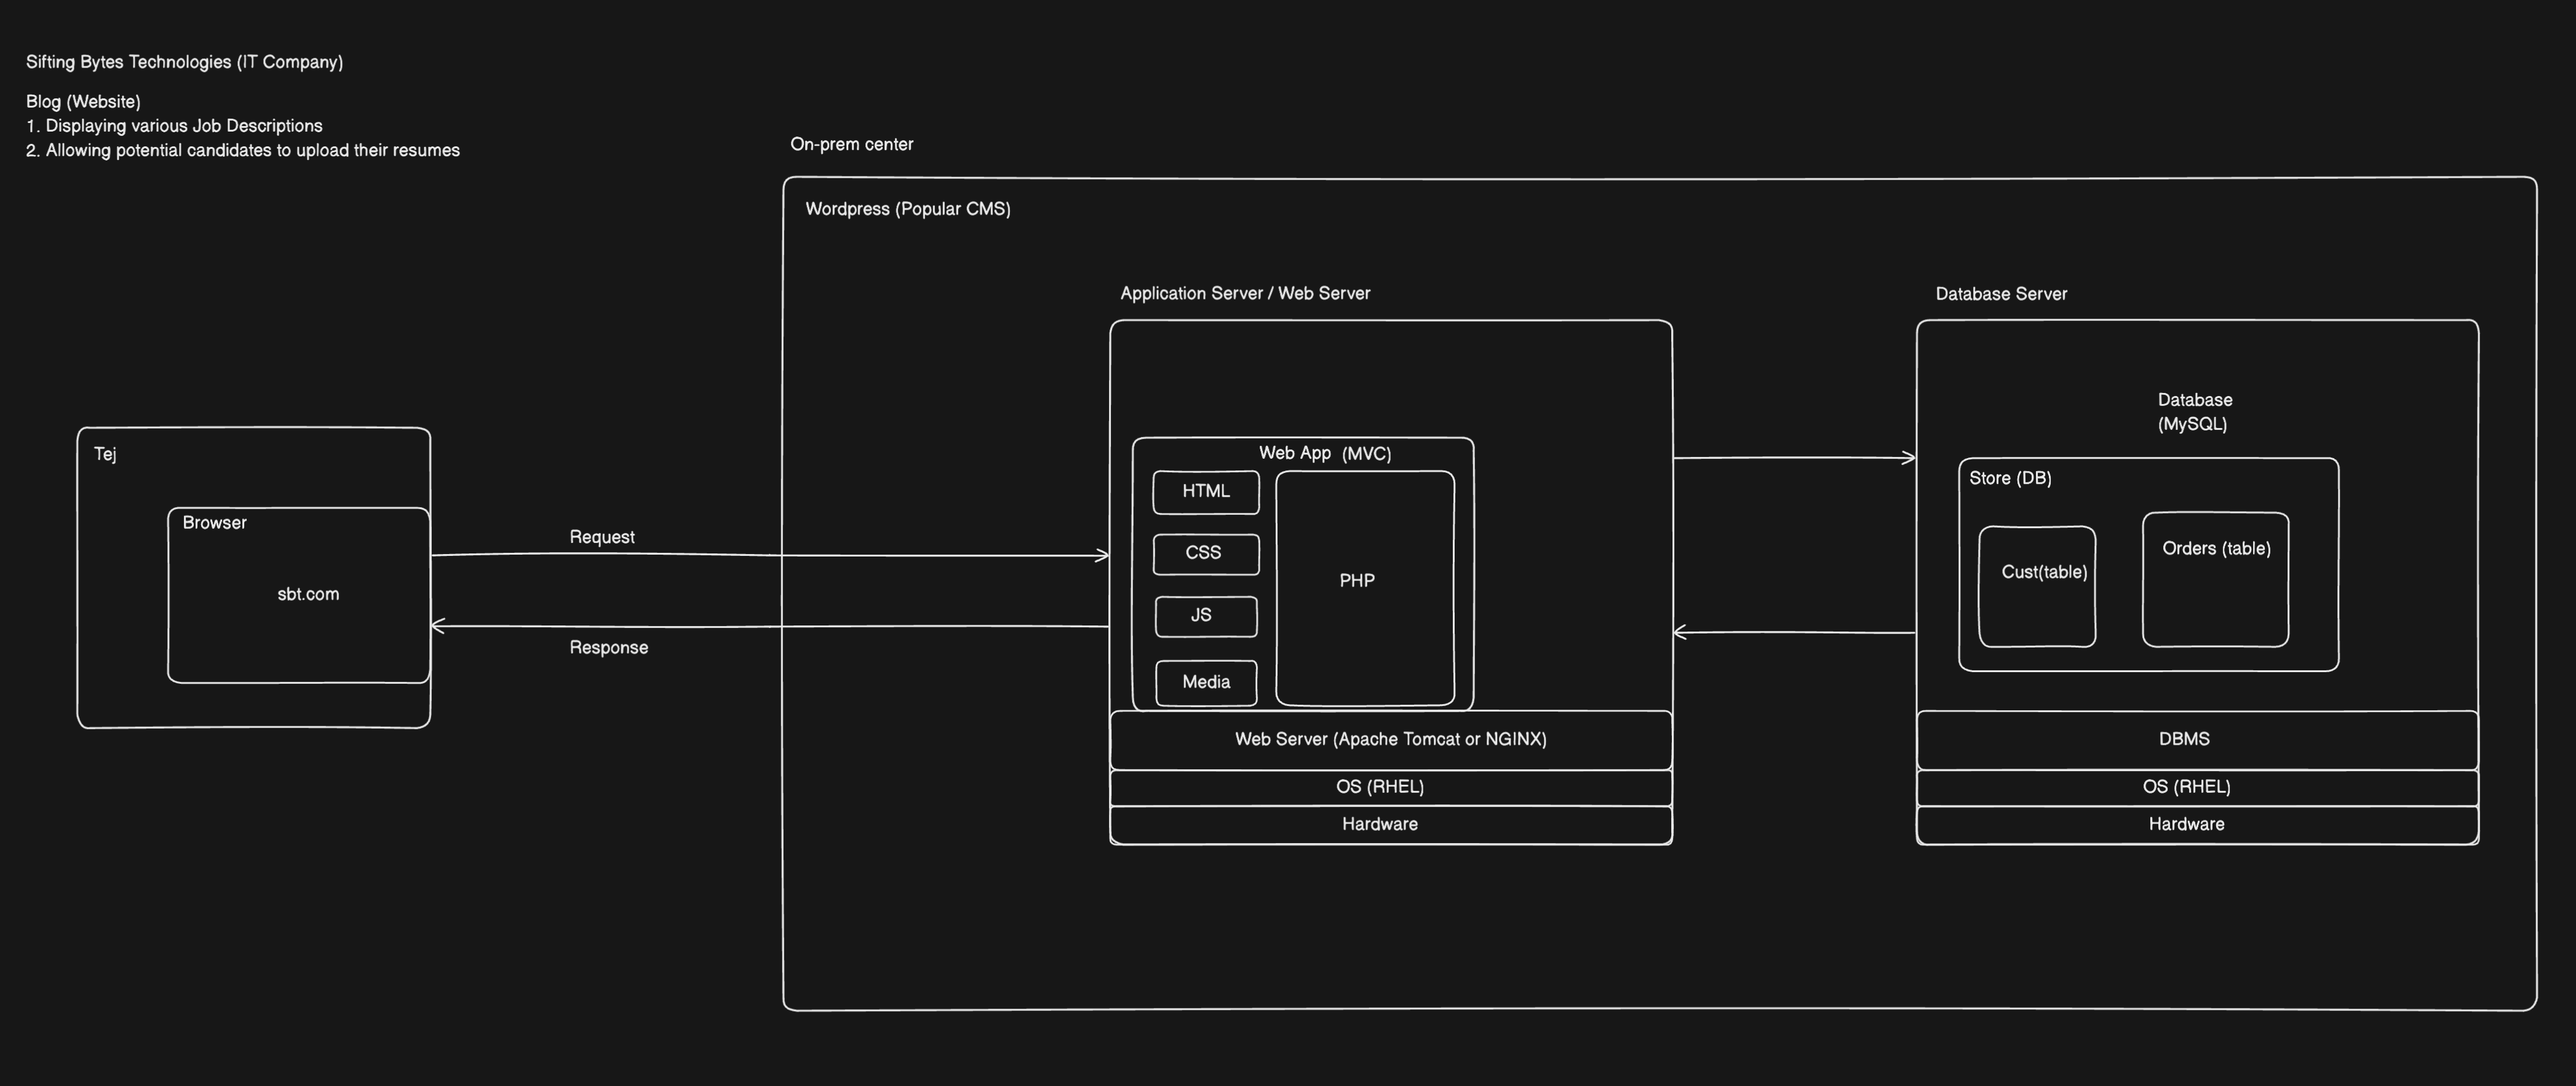 Sifting Bytes Technologies (IT Company)
Blog (Website)
1. Displaying various Job Descriptions
2. Allowing potential candidates to upload their resumes
On-prem center
Wordpress (Popular CMS)
Application Server / Web Server
Database Server
Tej
Browser
sbt.com
Request
Response
Web App (MVC)
HTML
CSS
JS
Media
PHP
Web Server (Apache Tomcat or NGINX)
OS (RHEL)
Hardware
Database
(MySQL)
Store (DB)
Cust(table)
Orders (table)
DBMS
OS (RHEL)
Hardware